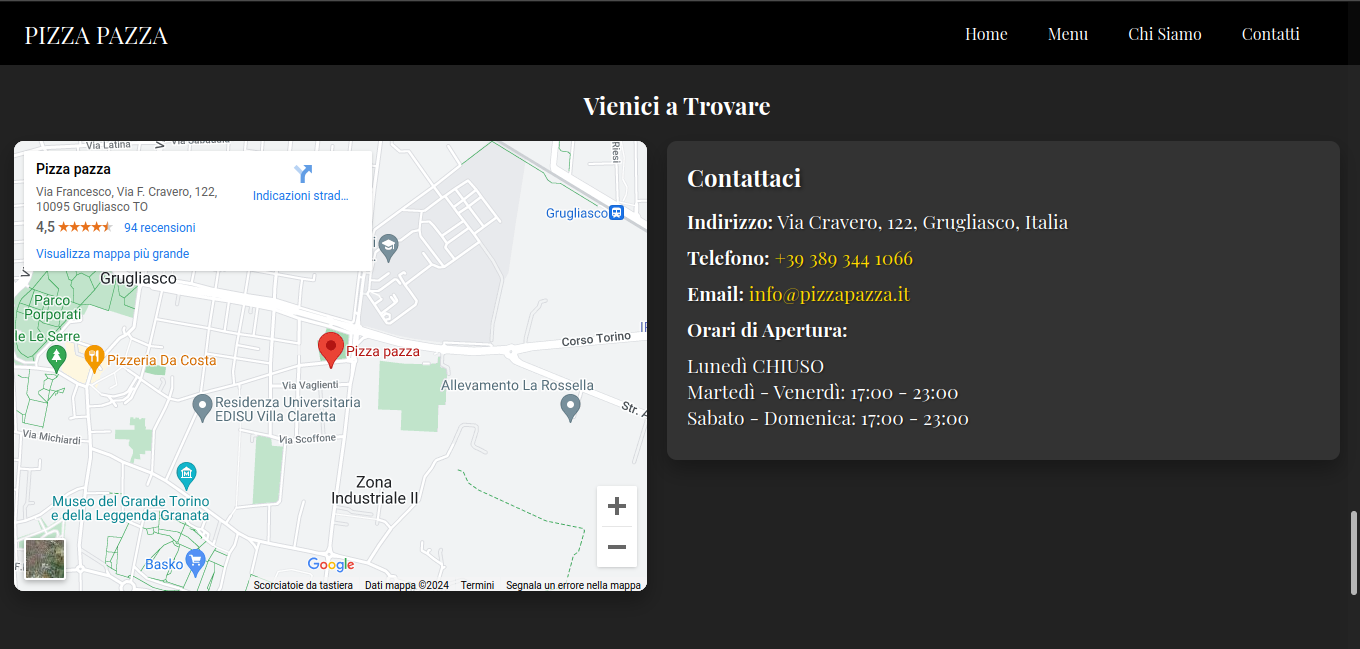 PIZZA PAZZA
Home
Menu
Chi Siamo
Contatti
Vienici a Trovare
Via Latina
Riesi
Pizza pazza
Via Francesco, Via F. Cravero, 122,
10095 Grugliasco TO
4,5
94 recensioni
Visualizza mappa più grande
Indicazioni strad...
Grugliasco
Grugliasco
Parco
Porporati
le Le Serre
Pizzeria Da Costa
Pizza pazza
Corso Torino
Via Vaglienti
Allevamento La Rossella
Residenza Universitaria
EDISU Villa Claretta
Str. A
Via Michiardi
Via Scoffone
Zona
Industriale II
Museo del Grande Torino
e della Leggenda Granata
Basko
Google
Scorciatoie da tastiera
Dati mappa ©2024
Termini
Segnala un errore nella mappa
Contattaci
Indirizzo: Via Cravero, 122, Grugliasco, Italia
Telefono: +39 389 344 1066
Email: info@pizzapazza.it
Orari di Apertura:
Lunedì CHIUSO
Martedì - Venerdì: 17:00 - 23:00
Sabato - Domenica: 17:00 - 23:00